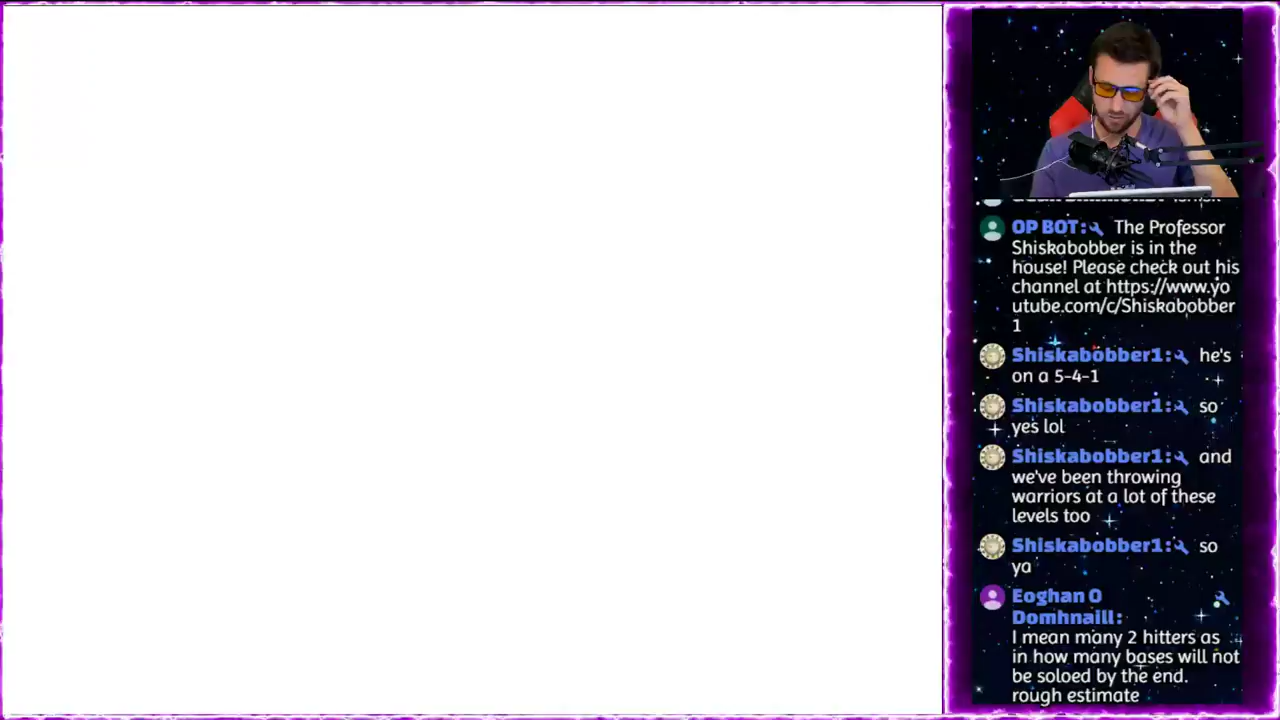 OP BOT: The Professor
Shiskabobber is in the
house! Please check out his
channel at https://www.yo
utube.com/c/Shiskabobber
1
Shiskabobber1: he's
on a 5-4-1
Shiskabobber1: so
yes lol
Shiskabobber1: and
we've been throwing
warriors at a lot of these
levels too
Shiskabobber1: so
ya
Eoghan O
Domhnaill:
I mean many 2 hitters as
in how many bases will not
be soloed by the end.
rough estimate